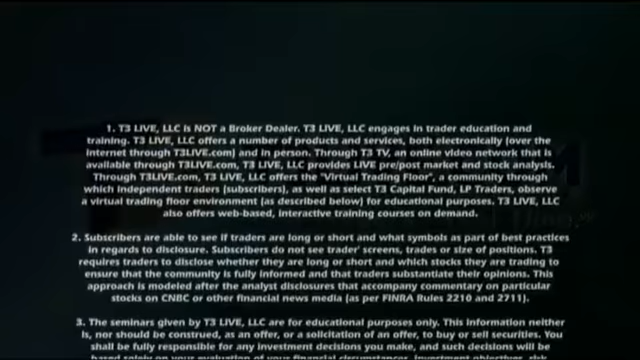 1. T3 LIVE, LLC is NOT a Broker Dealer. T3 LIVE, LLC engages in trader education and
training. T3 LIVE, LLC offers a number of products and services, both electronically (over the
Internet through T3LIVE.com) and in person. Through T3 TV, an online video network that is
available through T3LIVE.com, T3 LIVE, LLC provides LIVE pre/post market and stock analysis.
Through T3LIVE.com, T3 LIVE, LLC offers the "Virtual Trading Floor", a community through
which independent traders (subscribers), as well as select T3 Capital Fund, LP Traders, observe
a virtual trading floor environment (as described below) for educational purposes. T3 LIVE, LLC
also offers web-based, interactive training courses on demand.
2. Subscribers are able to see if traders are long or short and what symbols as part of best practices
in regards to disclosure. Subscribers do not see trader' screens, trades or size of positions. T3
requires traders to disclose whether they are long or short and which stocks they are trading to
ensure that the community is fully informed and that traders substantiate their opinions. This
approach is modeled after the analyst disclosures that accompany commentary on particular
stocks on CNBC or other financial news media (as per FINRA Rules 2210 and 2711).
3. The seminars given by T3 LIVE, LLC are for educational purposes only. This information neither
is, nor should be construed, as an offer, or a solicitation of an offer, to buy or sell securities. You
shall be fully responsible for any investment decisions you make, and such decisions will be
based solely on your evaluation of your financial circumstances, investment objectives, risk